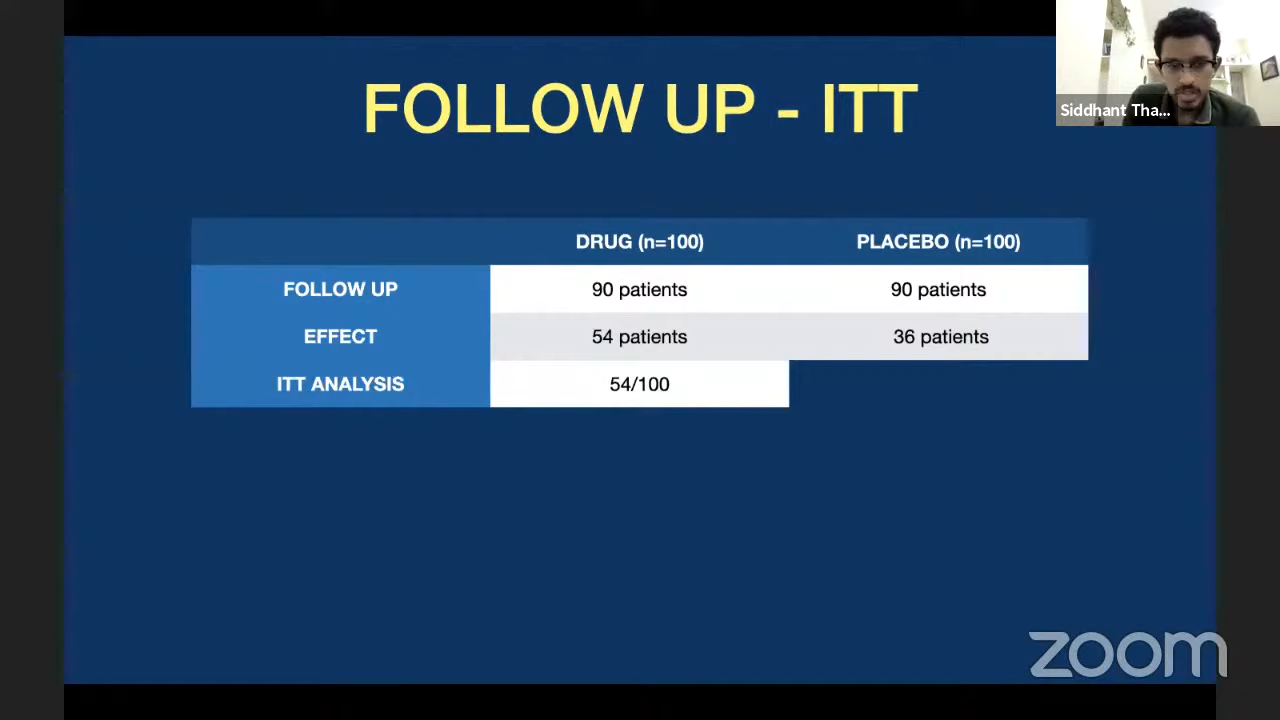 FOLLOW UP - ITT
Siddhant Tha...
DRUG (n=100) PLACEBO (n=100)
FOLLOW UP 90 patients 90 patients
EFFECT 54 patients 36 patients
ITT ANALYSIS 54/100
zoom